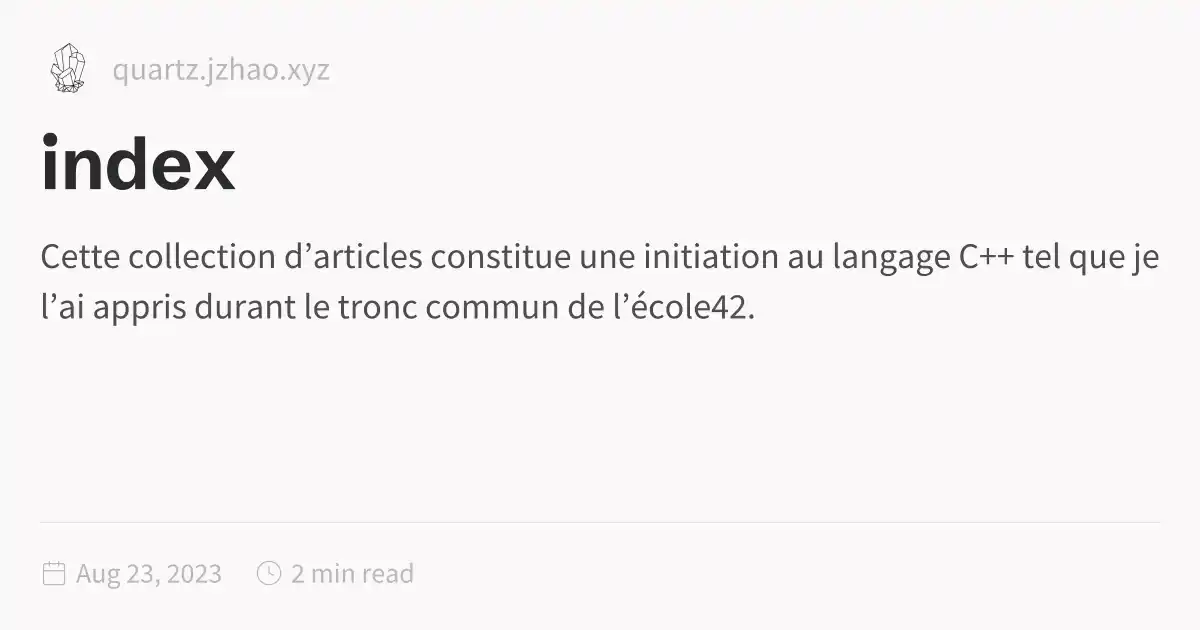 quartz.jzhao.xyz
index
Cette collection d’articles constitue une initiation au langage C++ tel que je
l’ai appris durant le tronc commun de l’école42.
Aug 23, 2023 2 min read